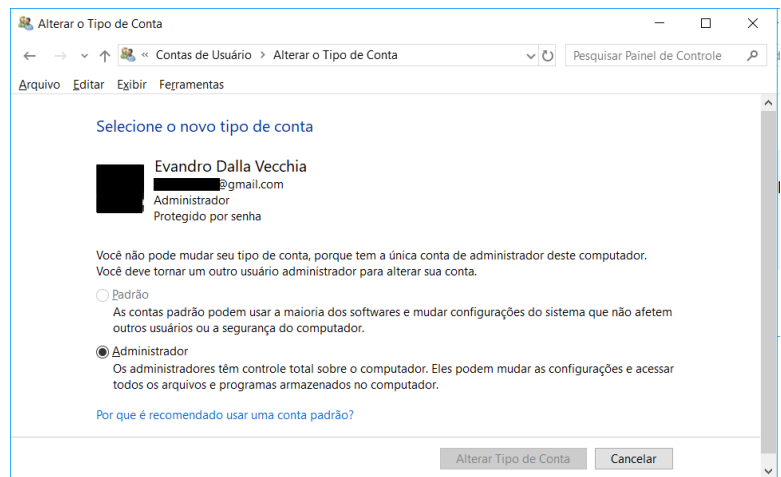 Alterar o Tipo de Conta
« Contas de Usuário > Alterar o Tipo de Conta
Pesquisar Painel de Controle
Arquivo Editar Exibir Ferramentas
Selecione o novo tipo de conta
Evandro Dalla Vecchia
@gmail.com
Administrador
Protegido por senha
Você não pode mudar seu tipo de conta, porque tem a única conta de administrador deste computador.
Você deve tornar um outro usuário administrador para alterar sua conta.
Padrão
As contas padrão podem usar a maioria dos softwares e mudar configurações do sistema que não afetem
outros usuários ou a segurança do computador.
Administrador
Os administradores têm controle total sobre o computador. Eles podem mudar as configurações e acessar
todos os arquivos e programas armazenados no computador.
Por que é recomendado usar uma conta padrão?
Alterar Tipo de Conta
Cancelar